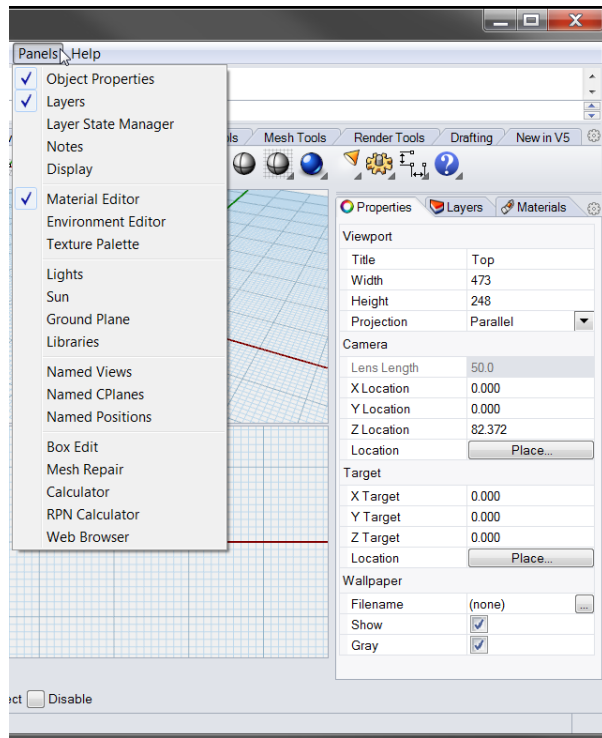 Panels Help
Object Properties
Layers
Layer State Manager
Notes
Display
Material Editor
Environment Editor
Texture Palette
Lights
Sun
Ground Plane
Libraries
Named Views
Named CPlanes
Named Positions
Box Edit
Mesh Repair
Calculator
RPN Calculator
Web Browser
Mesh Tools Render Tools Drafting New in V5
Properties Layers Materials
Viewport
Title Top
Width 473
Height 248
Projection Parallel
Camera
Lens Length 50.0
X Location 0.000
Y Location 0.000
Z Location 82.372
Location Place...
Target
X Target 0.000
Y Target 0.000
Z Target 0.000
Location Place...
Wallpaper
Filename (none) ...
Show
Gray
ect Disable